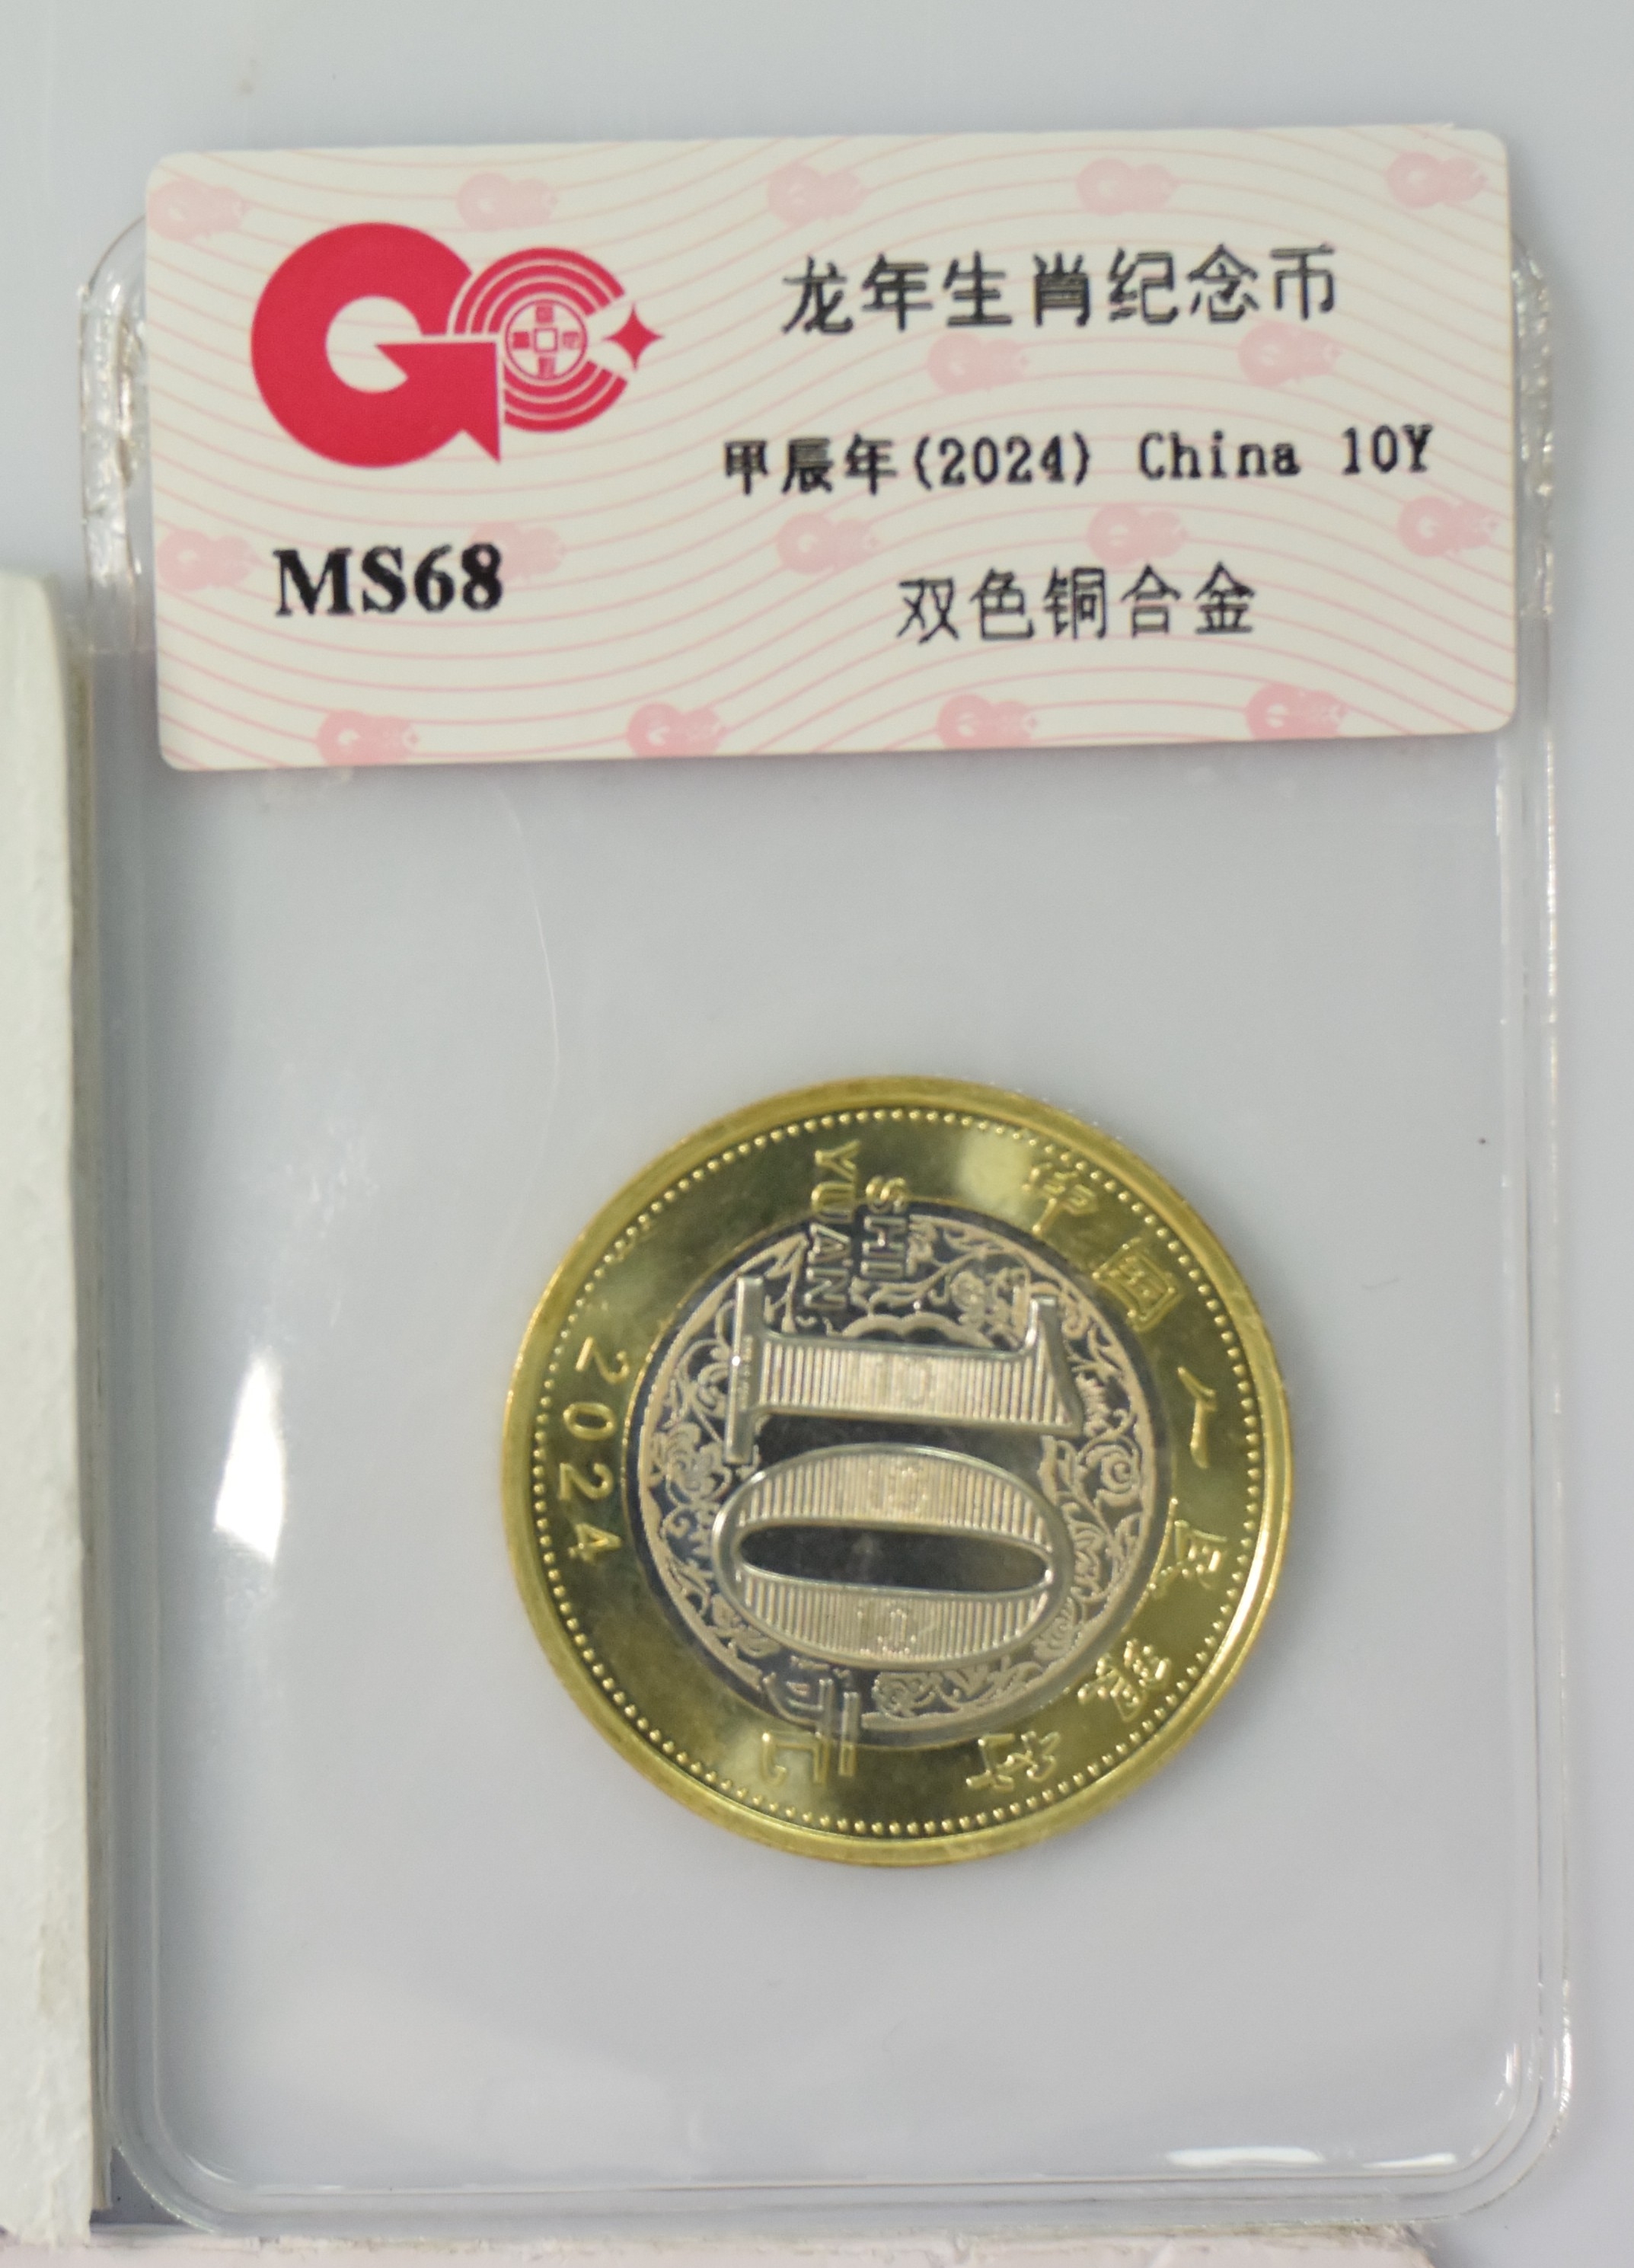 龙年生肖纪念币
甲辰年(2024) China 10Y
MS68
双色铜合金
中国人民银行
SHI
YUAN
10
元
2024